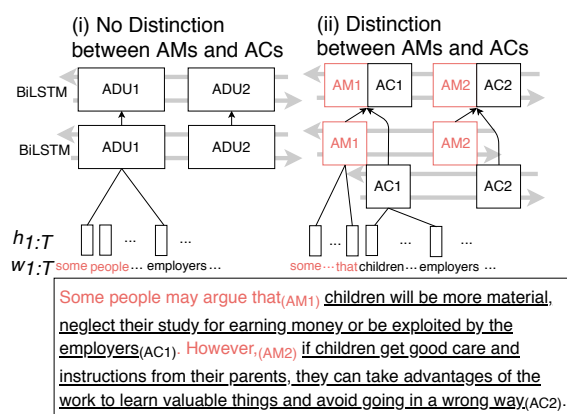 (i) No Distinction between AMs and ACs
(ii) Distinction between AMs and ACs
BiLSTM ADU1 ADU2 AM1 AC1 AM2 AC2
BiLSTM ADU1 ADU2 AM1 AM2
AC1 AC2
h1:T ... ... ... ...
w1:T some people ... employers ... some ... that children ... employers ...
Some people may argue that(AM1) children will be more material,
neglect their study for earning money or be exploited by the
employers(AC1). However,(AM2) if children get good care and
instructions from their parents, they can take advantages of the
work to learn valuable things and avoid going in a wrong way(AC2).